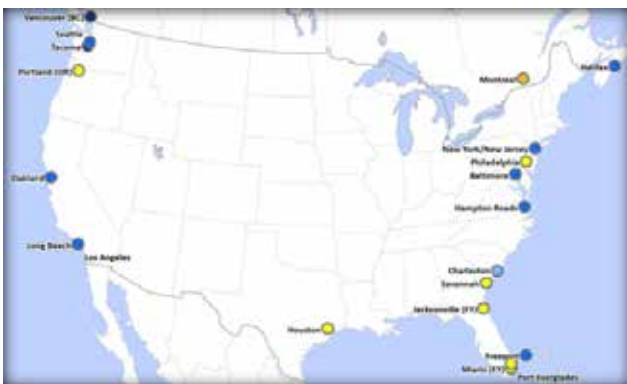 Vancouver (BC)
Seattle
Tacoma
Portland (OR)
Montreal
Halifax
New York/New Jersey
Philadelphia
Baltimore
Oakland
Hampton Roads
Long Beach
Los Angeles
Charleston
Savannah
Jacksonville (FY)
Houston
Freeport
Miami (FY)
Port Everglades